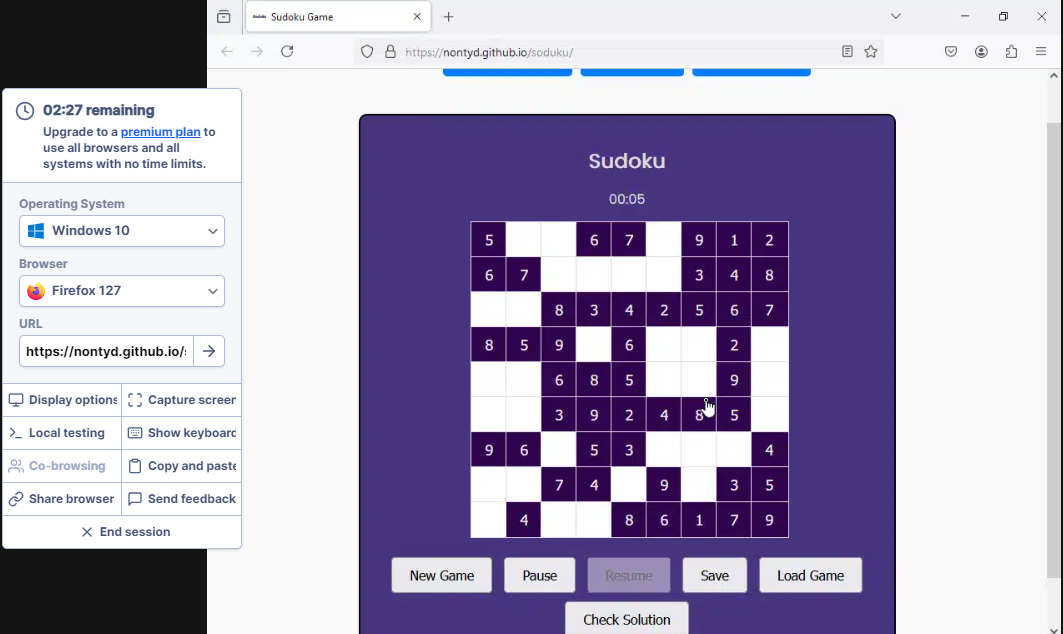 Sudoku Game
https://nontyd.github.io/soduku/
02:27 remaining
Upgrade to a premium plan to
use all browsers and all
systems with no time limits.
Operating System
Windows 10
Browser
Firefox 127
URL
https://nontyd.github.io/
Display options
Capture screen
Local testing
Show keyboard
Co-browsing
Copy and paste
Share browser
Send feedback
End session
Sudoku
00:05
5 6 7 9 1 2
6 7 3 4 8
8 3 4 2 5 6 7
8 5 9 6 2
6 8 5 9
3 9 2 4 8 5
9 6 5 3 4
7 4 9 3 5
4 8 6 1 7 9
New Game
Pause
Resume
Save
Load Game
Check Solution